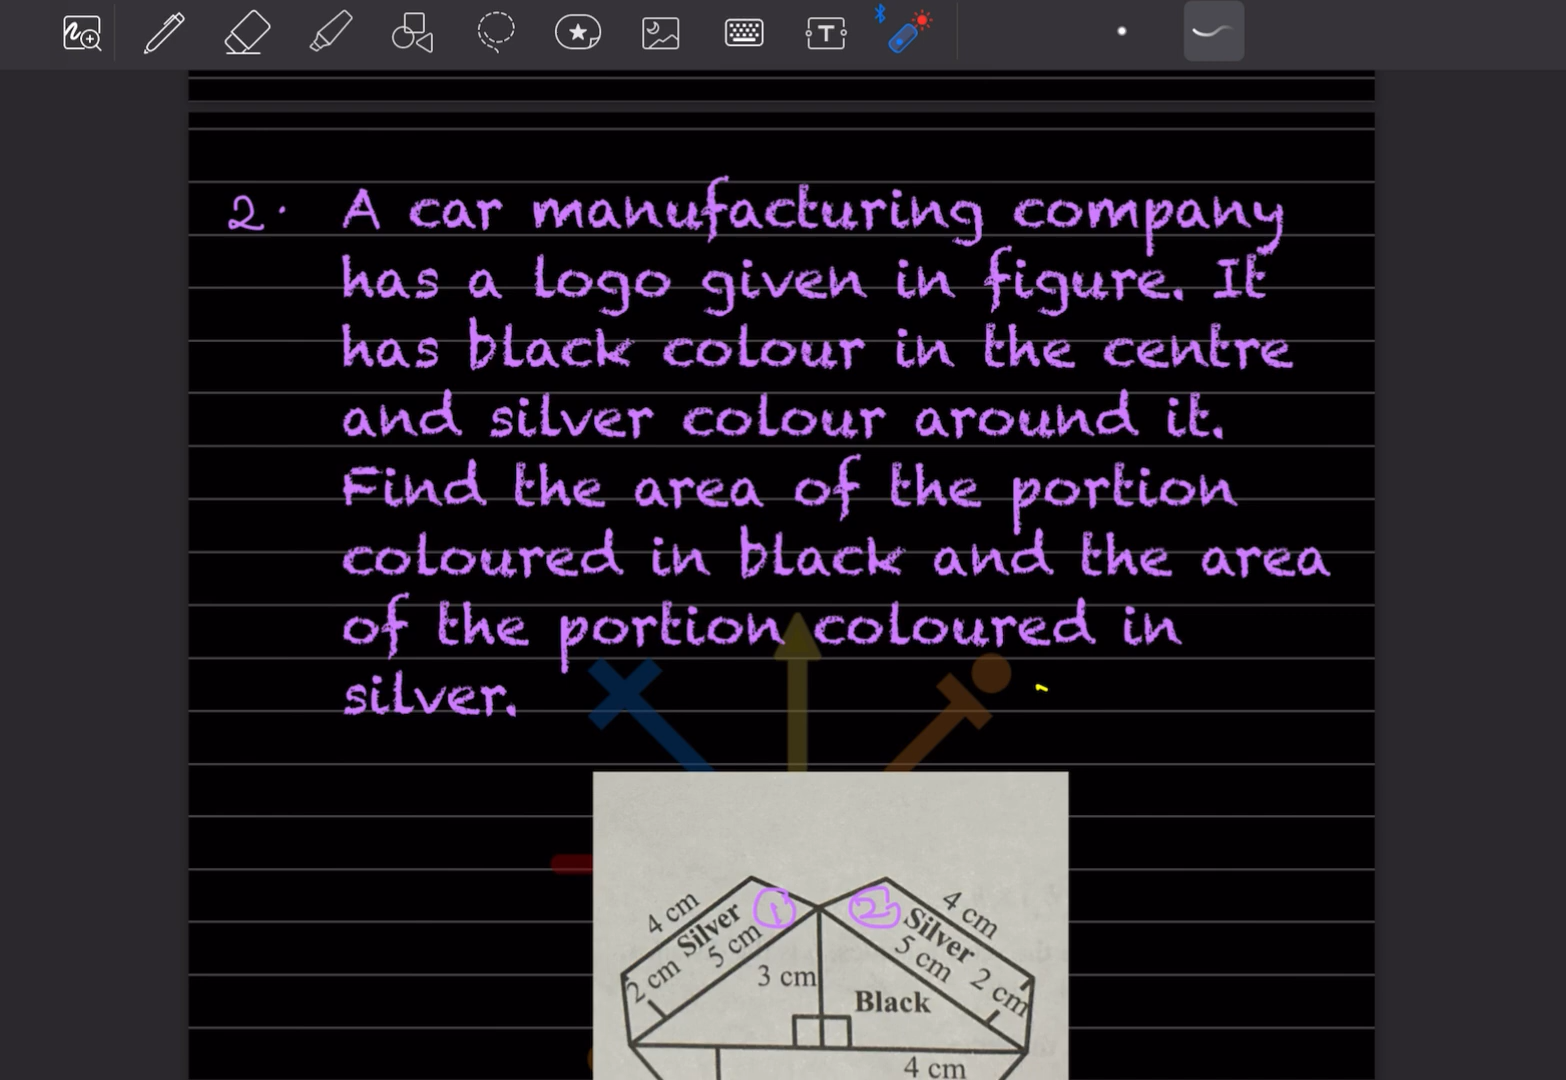 2. A car manufacturing company
has a logo given in figure. It
has black colour in the centre
and silver colour around it.
Find the area of the portion
coloured in black and the area
of the portion coloured in
silver.
4 cm
Silver
1
5 cm
2 cm
2
4 cm
Silver
5 cm
2 cm
3 cm
Black
4 cm